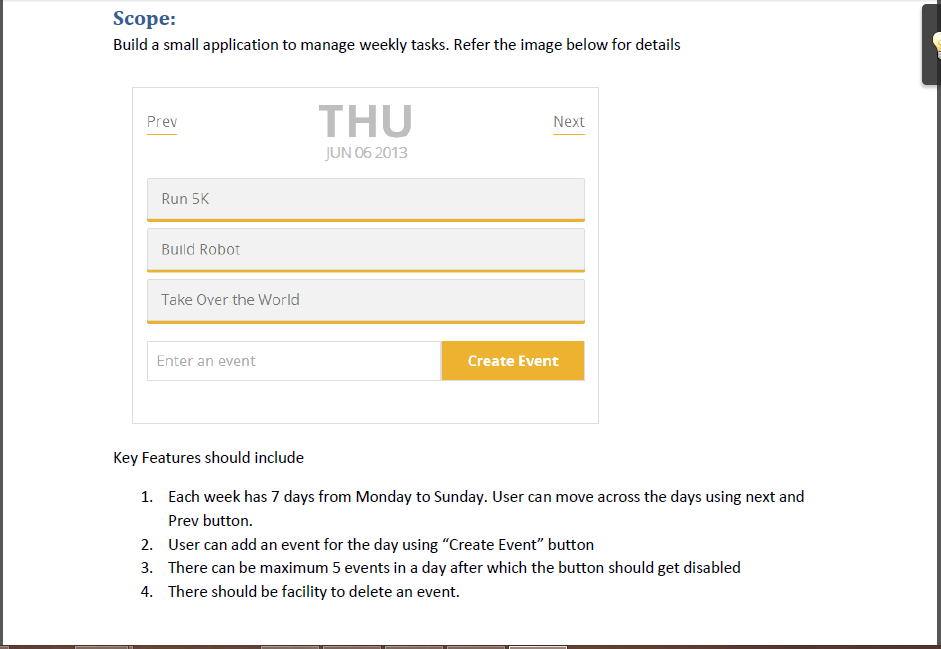 Scope:
Build a small application to manage weekly tasks. Refer the image below for details
Prev
THU
Next
JUN 06 2013
Run 5K
Build Robot
Take Over the World
Enter an event
Create Event
Key Features should include
1. Each week has 7 days from Monday to Sunday. User can move across the days using next and
Prev button.
2. User can add an event for the day using “Create Event” button
3. There can be maximum 5 events in a day after which the button should get disabled
4. There should be facility to delete an event.